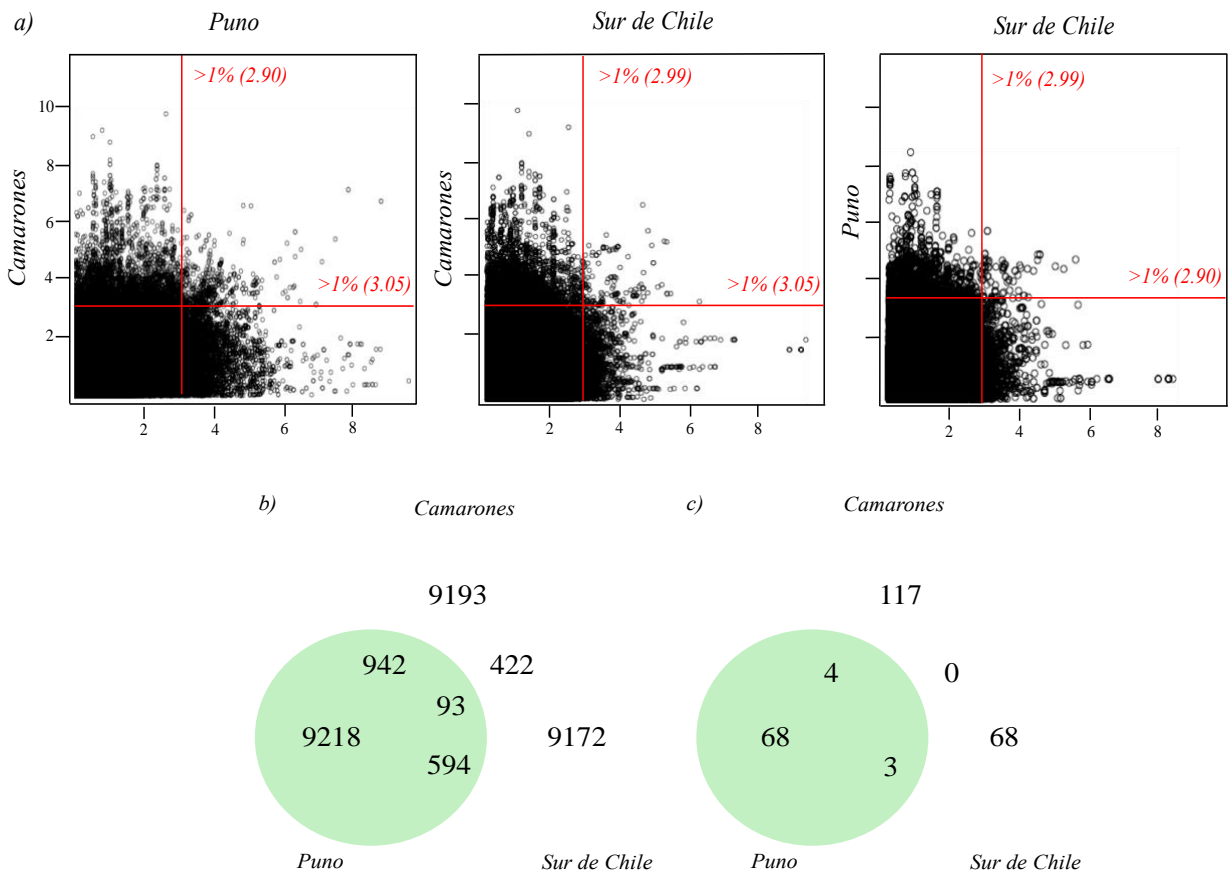 a)
Puno
Sur de Chile
Sur de Chile
>1% (2.90)
>1% (2.99)
>1% (2.99)
10
8
6
4
2
Camarones
Camarones
Puno
>1% (3.05)
>1% (3.05)
>1% (2.90)
2 4 6 8
2 4 6 8
2 4 6 8
b)
Camarones
c)
Camarones
9193
117
942
422
4
0
93
9218
9172
68
68
594
3
Puno
Sur de Chile
Puno
Sur de Chile